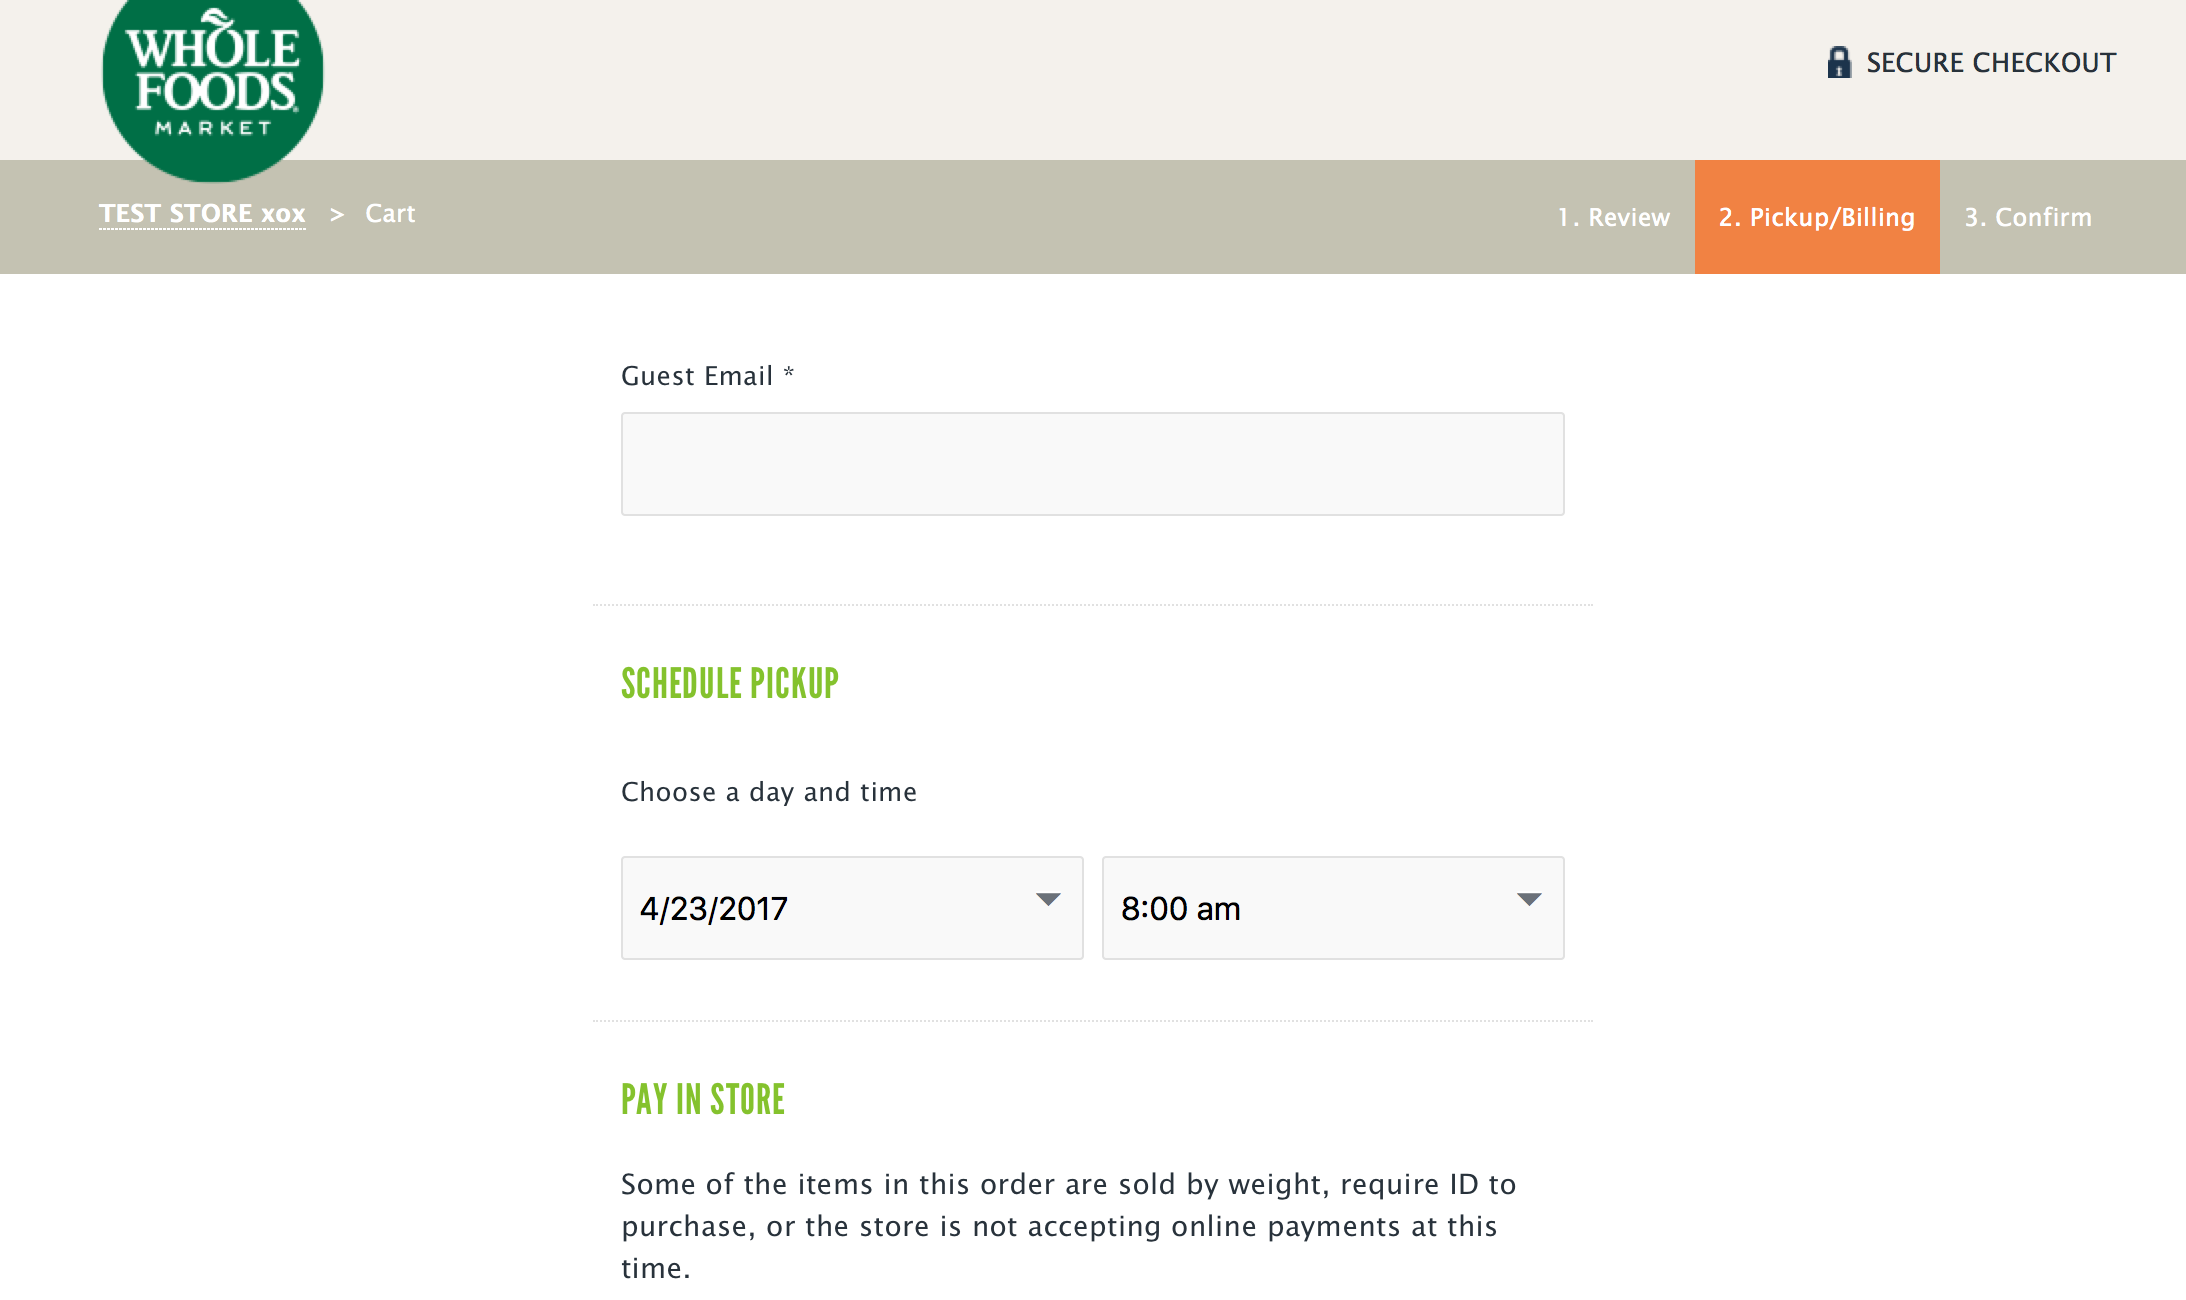 WHOLE
FOODS
MARKET
SECURE CHECKOUT
TEST STORE xox > Cart
1. Review 2. Pickup/Billing 3. Confirm
Guest Email *
SCHEDULE PICKUP
Choose a day and time
4/23/2017 8:00 am
PAY IN STORE
Some of the items in this order are sold by weight, require ID to
purchase, or the store is not accepting online payments at this
time.